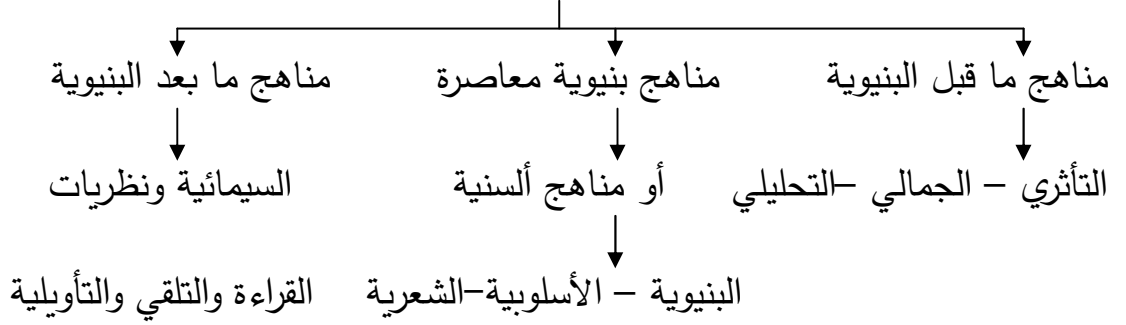 مناهج ما قبل البنيوية مناهج بنيوية معاصرة مناهج ما بعد البنيوية
التأثري – الجمالي –التحليلي أو مناهج ألسنية السيمائية ونظريات
البنيوية – الأسلوبية–الشعرية القراءة والتلقي والتأويلية